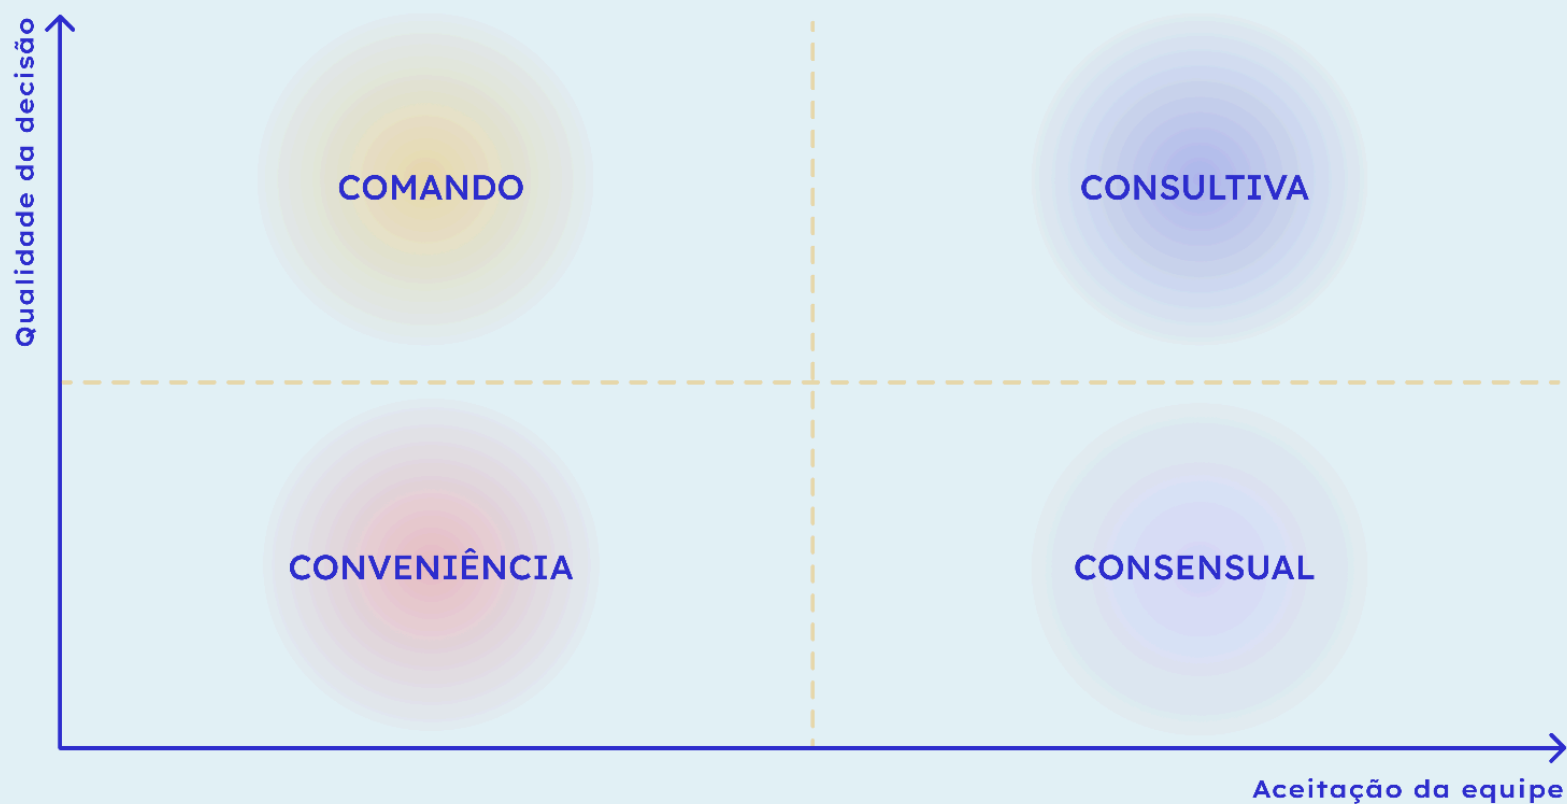 Qualidade da decisão
COMANDO
CONSULTIVA
CONVENIÊNCIA
CONSENSUAL
Aceitação da equipe